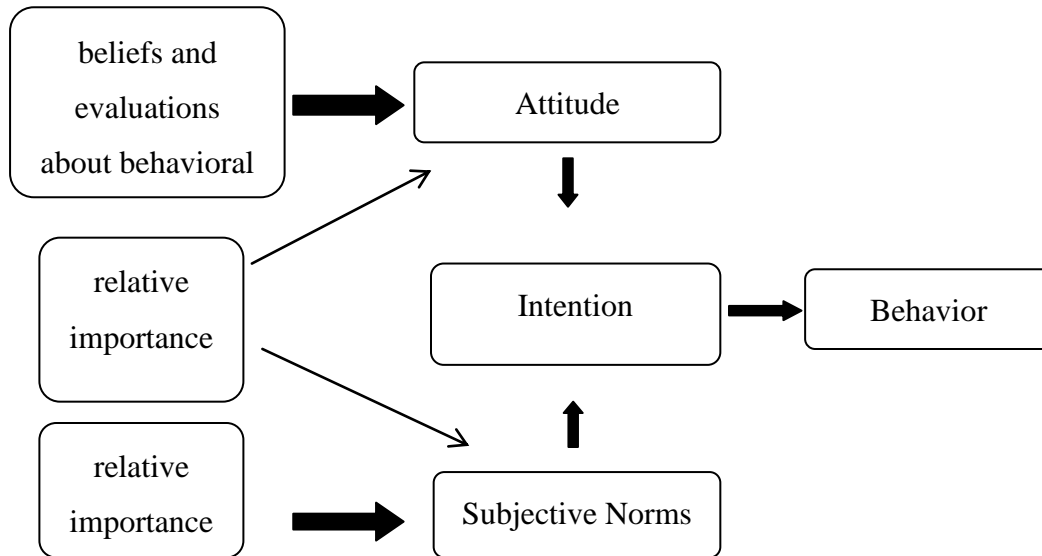 beliefs and
evaluations
about behavioral
Attitude
relative
importance
Intention
Behavior
relative
importance
Subjective Norms